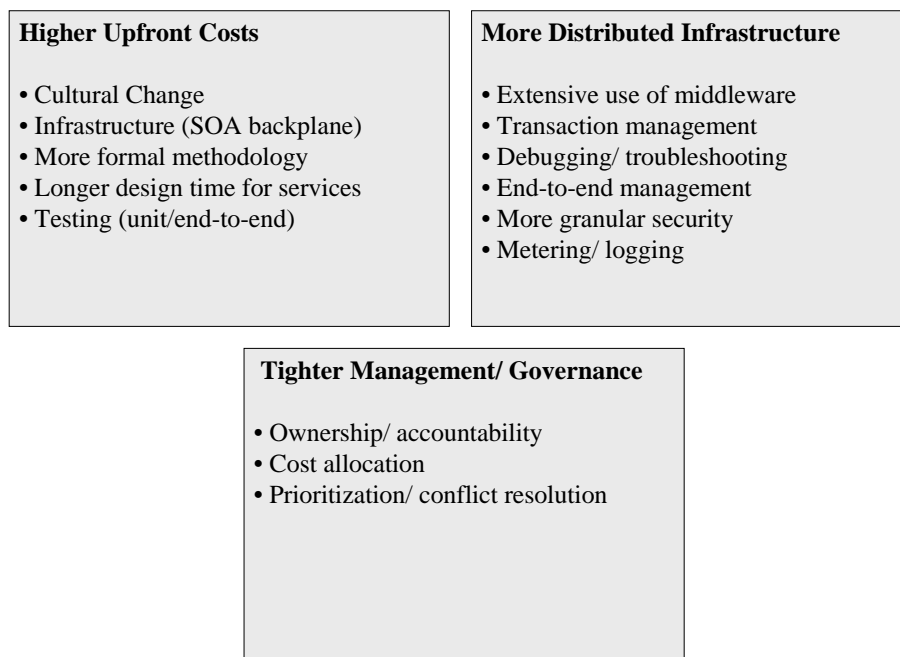 Higher Upfront Costs
• Cultural Change
• Infrastructure (SOA backplane)
• More formal methodology
• Longer design time for services
• Testing (unit/end-to-end)
More Distributed Infrastructure
• Extensive use of middleware
• Transaction management
• Debugging/ troubleshooting
• End-to-end management
• More granular security
• Metering/ logging
Tighter Management/ Governance
• Ownership/ accountability
• Cost allocation
• Prioritization/ conflict resolution